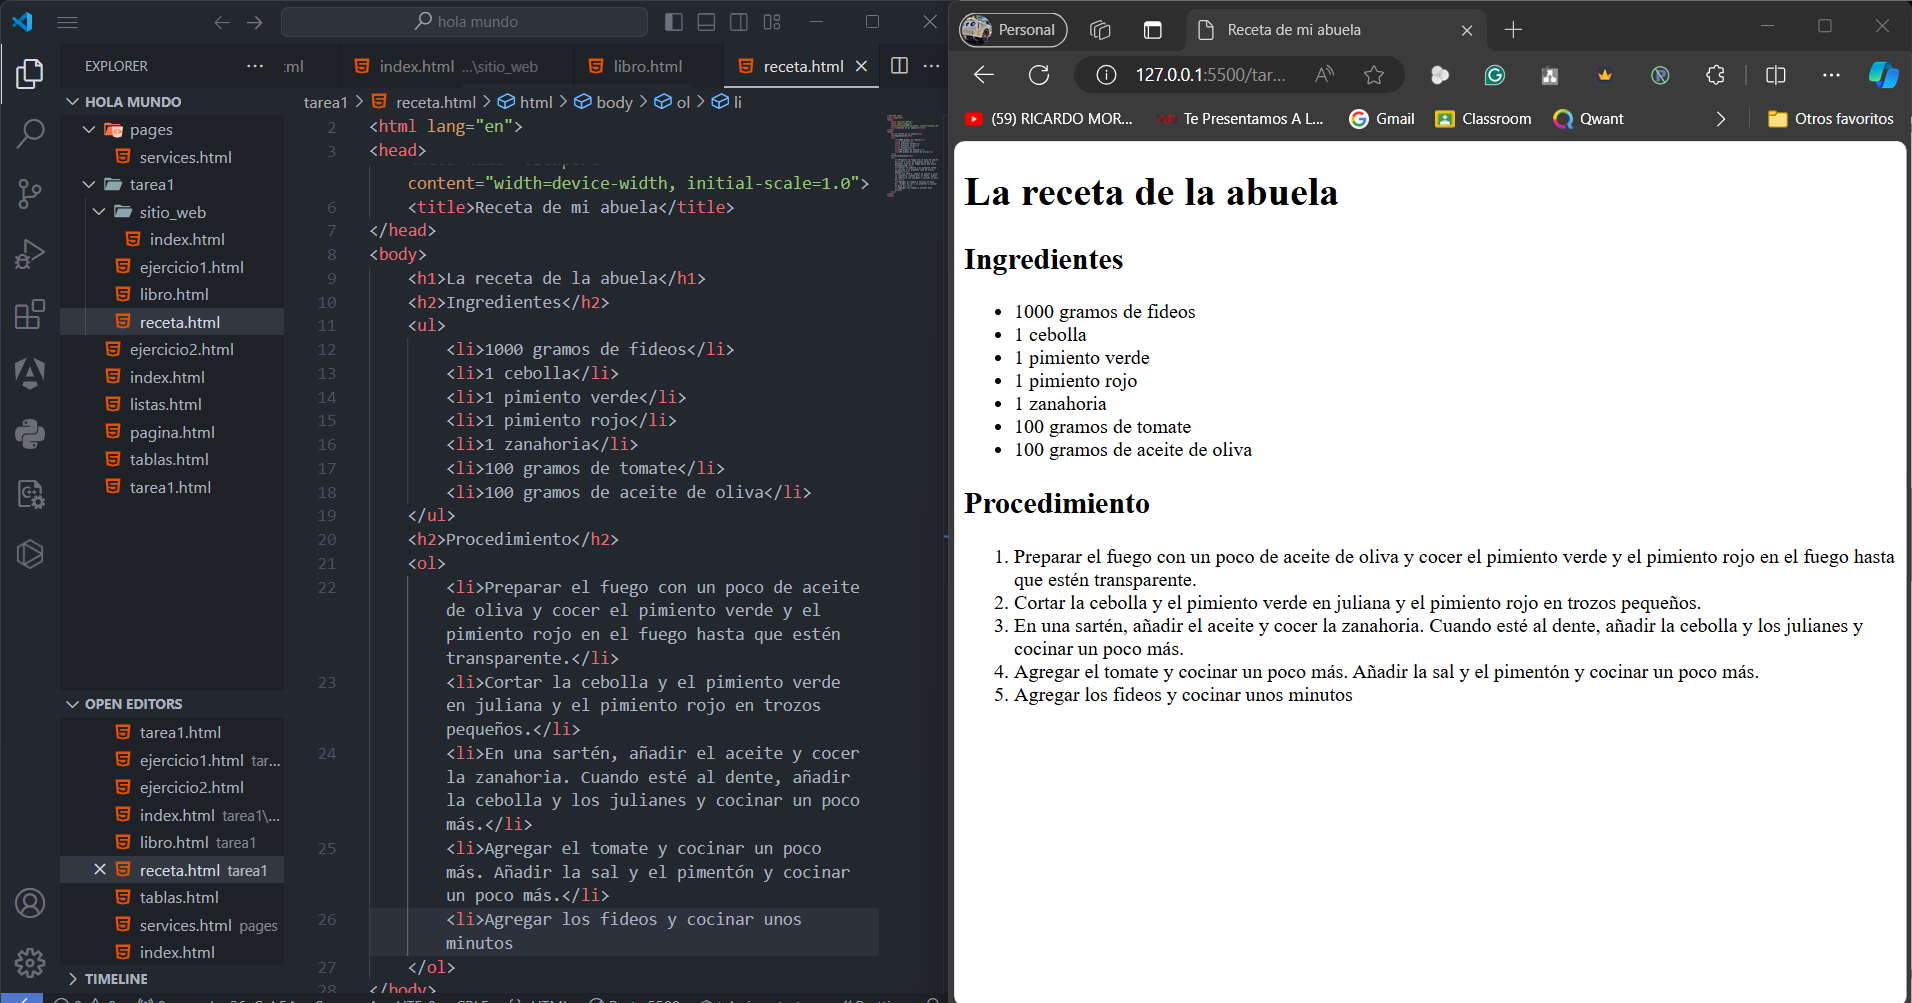 hola mundo
EXPLORER
HOLA MUNDO
pages
services.html
tarea1
sitio_web
index.html
ejercicio1.html
libro.html
receta.html
ejercicio2.html
index.html
listas.html
pagina.html
tablas.html
tarea1.html
OPEN EDITORS
tarea1.html
ejercicio1.html tar...
ejercicio2.html
index.html tarea1\...
libro.html tarea1
receta.html tarea1
tablas.html
services.html pages
index.html
TIMELINE
index.html ...\sitio_web
libro.html
receta.html
tarea1 > receta.html > html > body > ol > li
2 <html lang="en">
3 <head>
content="width=device-width, initial-scale=1.0">
6 <title>Receta de mi abuela</title>
7 </head>
8 <body>
9 <h1>La receta de la abuela</h1>
10 <h2>Ingredientes</h2>
11 <ul>
12 <li>1000 gramos de fideos</li>
13 <li>1 cebolla</li>
14 <li>1 pimiento verde</li>
15 <li>1 pimiento rojo</li>
16 <li>1 zanahoria</li>
17 <li>100 gramos de tomate</li>
18 <li>100 gramos de aceite de oliva</li>
19 </ul>
20 <h2>Procedimiento</h2>
21 <ol>
22 <li>Preparar el fuego con un poco de aceite
de oliva y cocer el pimiento verde y el
pimiento rojo en el fuego hasta que estén
transparente.</li>
23 <li>Cortar la cebolla y el pimiento verde
en juliana y el pimiento rojo en trozos
pequeños.</li>
24 <li>En una sartén, añadir el aceite y cocer
la zanahoria. Cuando esté al dente, añadir
la cebolla y los julianes y cocinar un poco
más.</li>
25 <li>Agregar el tomate y cocinar un poco
más. Añadir la sal y el pimentón y cocinar
un poco más.</li>
26 <li>Agregar los fideos y cocinar unos
minutos
27 </ol>
28 </body>
Personal
Receta de mi abuela
127.0.0.1:5500/tar...
(59) RICARDO MOR...
Te Presentamos A L...
Gmail
Classroom
Qwant
Otros favoritos
La receta de la abuela
Ingredientes
• 1000 gramos de fideos
• 1 cebolla
• 1 pimiento verde
• 1 pimiento rojo
• 1 zanahoria
• 100 gramos de tomate
• 100 gramos de aceite de oliva
Procedimiento
1. Preparar el fuego con un poco de aceite de oliva y cocer el pimiento verde y el pimiento rojo en el fuego hasta
que estén transparente.
2. Cortar la cebolla y el pimiento verde en juliana y el pimiento rojo en trozos pequeños.
3. En una sartén, añadir el aceite y cocer la zanahoria. Cuando esté al dente, añadir la cebolla y los julianes y
cocinar un poco más.
4. Agregar el tomate y cocinar un poco más. Añadir la sal y el pimentón y cocinar un poco más.
5. Agregar los fideos y cocinar unos minutos